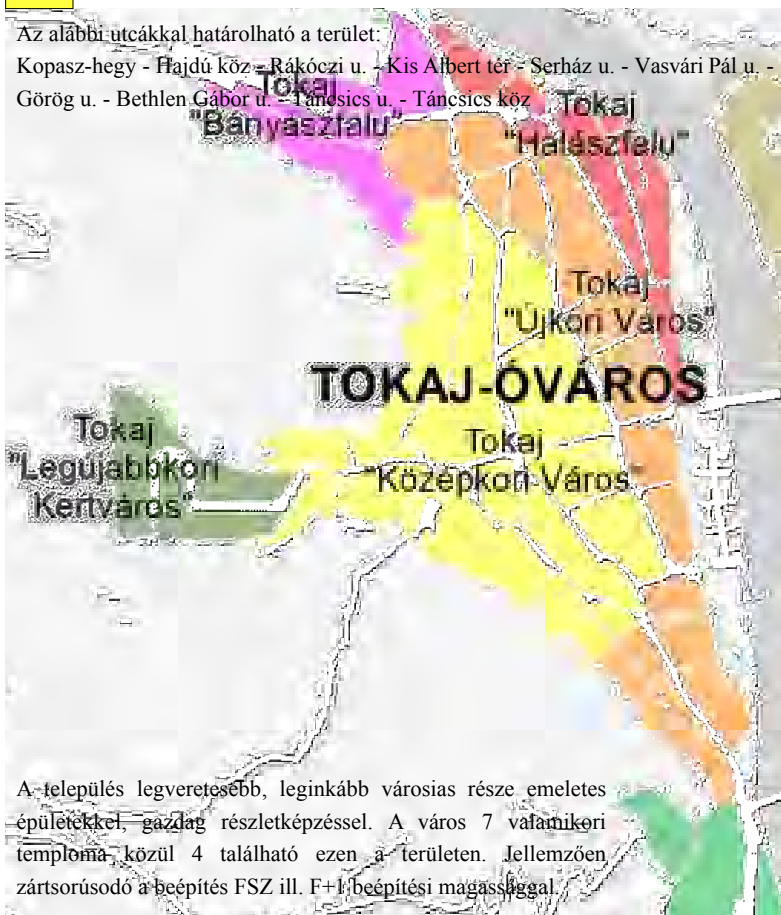 Az alábbi utcákkal határolható a terület:
Kopasz-hegy - Hajdú köz - Rákóczi u. - Kis Albert tér - Serház u. - Vasvári Pál u. -
Görög u. - Bethlen Gábor u. - Táncsics u. - Táncsics köz
Tokaj
"Bányászfalu"
Tokaj
"Halászfalu"
Tokaj
"Újkori Város"
TOKAJ-ÓVÁROS
Tokaj
"Legújabbkori
Kertváros"
Tokaj
"Középkori Város"
A település legveretesebb, leginkább városias része emeletes
épületekkel, gazdag részletképzéssel. A város 7 valamikori
temploma közül 4 található ezen a területen. Jellemzően
zártsorúsodó a beépítés FSZ ill. F+1 beépítési magassággal.